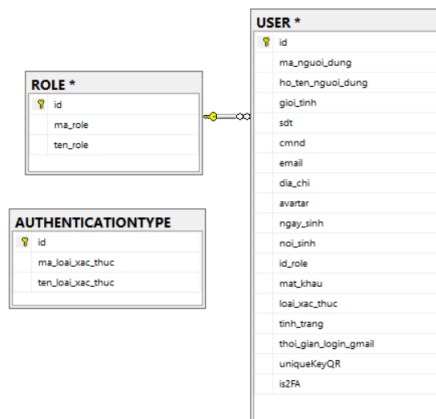 ROLE *
id
ma_role
ten_role
AUTHENTICATIONTYPE
id
ma_loai_xac_thuc
ten_loai_xac_thuc
USER *
id
ma_nguoi_dung
ho_ten_nguoi_dung
gioi_tinh
sdt
cmnd
email
dia_chi
avartar
ngay_sinh
noi_sinh
id_role
mat_khau
loai_xac_thuc
tinh_trang
thoi_gian_login_gmail
uniqueKeyQR
is2FA